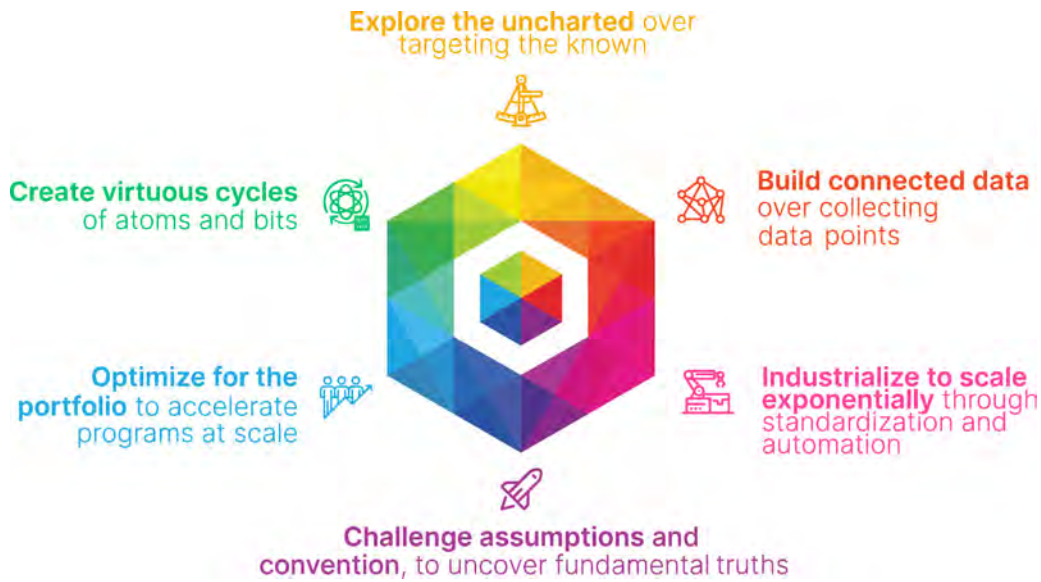 Explore the uncharted over
targeting the known
Create virtuous cycles
of atoms and bits
Build connected data
over collecting
data points
Optimize for the
portfolio to accelerate
programs at scale
Industrialize to scale
exponentially through
standardization and
automation
Challenge assumptions and
convention, to uncover fundamental truths